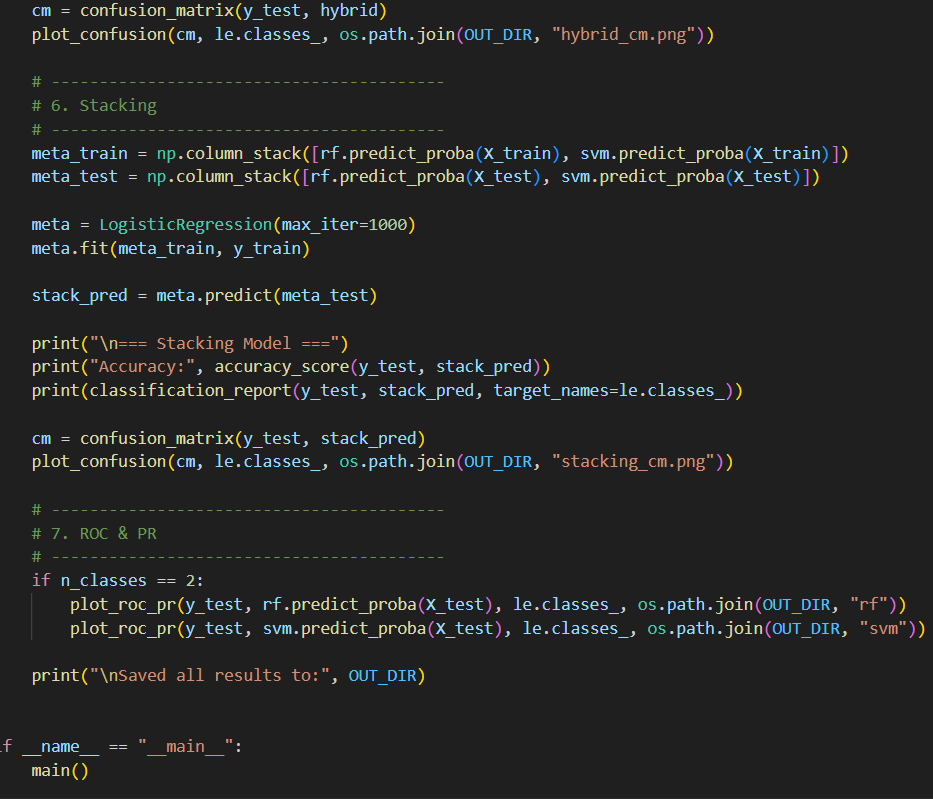 cm = confusion_matrix(y_test, hybrid)
plot_confusion(cm, le.classes_, os.path.join(OUT_DIR, "hybrid_cm.png"))
# -----------------------------------------
# 6. Stacking
# -----------------------------------------
meta_train = np.column_stack([rf.predict_proba(X_train), svm.predict_proba(X_train)])
meta_test = np.column_stack([rf.predict_proba(X_test), svm.predict_proba(X_test)])
meta = LogisticRegression(max_iter=1000)
meta.fit(meta_train, y_train)
stack_pred = meta.predict(meta_test)
print("\n=== Stacking Model ===")
print("Accuracy:", accuracy_score(y_test, stack_pred))
print(classification_report(y_test, stack_pred, target_names=le.classes_))
cm = confusion_matrix(y_test, stack_pred)
plot_confusion(cm, le.classes_, os.path.join(OUT_DIR, "stacking_cm.png"))
# -----------------------------------------
# 7. ROC & PR
# -----------------------------------------
if n_classes == 2:
plot_roc_pr(y_test, rf.predict_proba(X_test), le.classes_, os.path.join(OUT_DIR, "rf"))
plot_roc_pr(y_test, svm.predict_proba(X_test), le.classes_, os.path.join(OUT_DIR, "svm"))
print("\nSaved all results to:", OUT_DIR)
if __name__ == "__main__":
main()